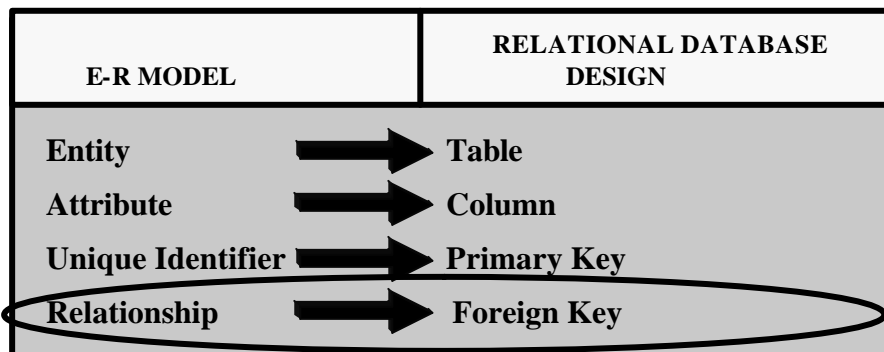 E-R MODEL
RELATIONAL DATABASE
DESIGN
Entity Table
Attribute Column
Unique Identifier Primary Key
Relationship Foreign Key